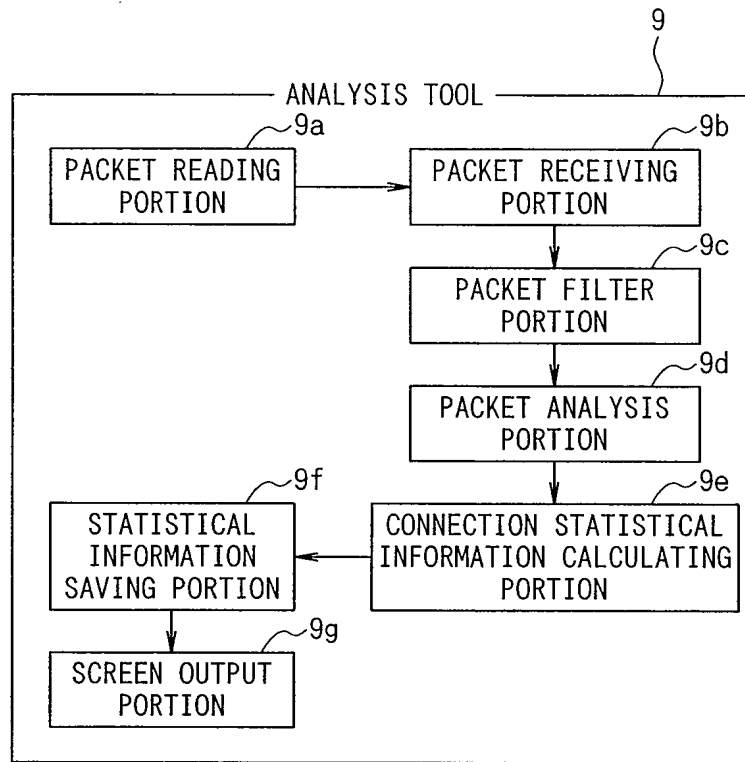 9
ANALYSIS TOOL
9a
PACKET READING
PORTION
9b
PACKET RECEIVING
PORTION
9c
PACKET FILTER
PORTION
9d
PACKET ANALYSIS
PORTION
9e
CONNECTION STATISTICAL
INFORMATION CALCULATING
PORTION
9f
STATISTICAL
INFORMATION
SAVING PORTION
9g
SCREEN OUTPUT
PORTION